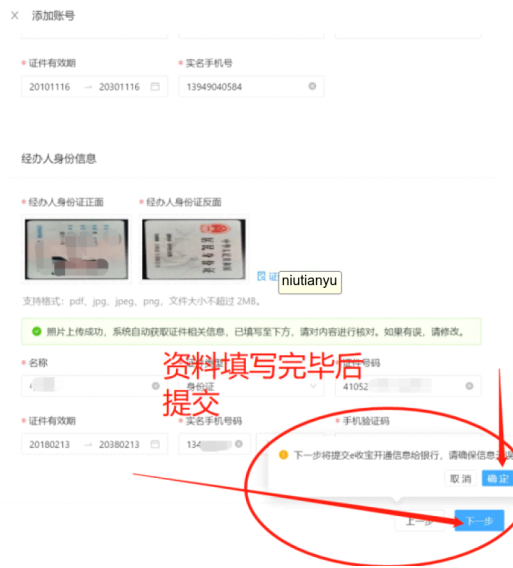 × 添加账号
* 证件有效期 * 实名手机号
20101116 → 20301116 13949040584
经办人身份信息
* 经办人身份证正面 * 经办人身份证反面
证
niutianyu
支持格式：pdf、jpg、jpeg、png，文件大小不超过 2MB。
照片上传成功，系统自动获取证件相关信息，已填写至下方，请对内容进行核对。如果有误，请修改。
资料填写完毕后
提交
* 名称 证件类型 证件号码
身份证 41052
* 证件有效期 * 实名手机号码 * 手机验证码
20180213 → 20380213 134
下一步将提交e收宝开通信息给银行，请确保信息无误
取消 确定
上一步 下一步